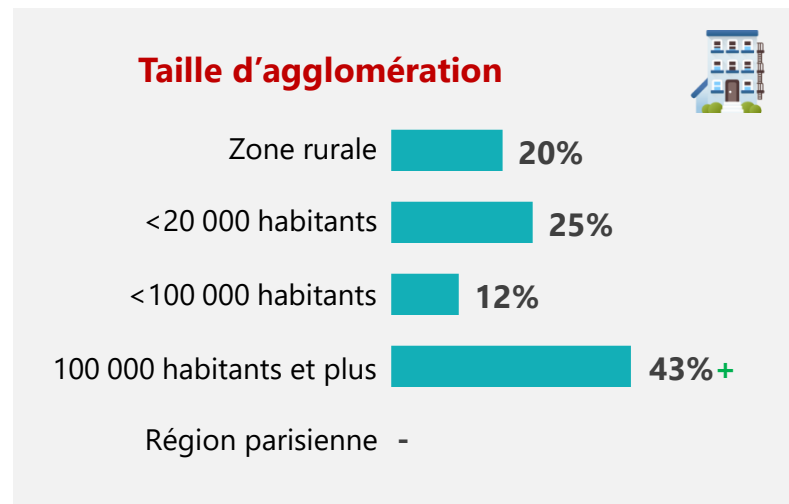 Taille d’agglomération
Zone rurale 20%
<20 000 habitants 25%
<100 000 habitants 12%
100 000 habitants et plus 43%+
Région parisienne -